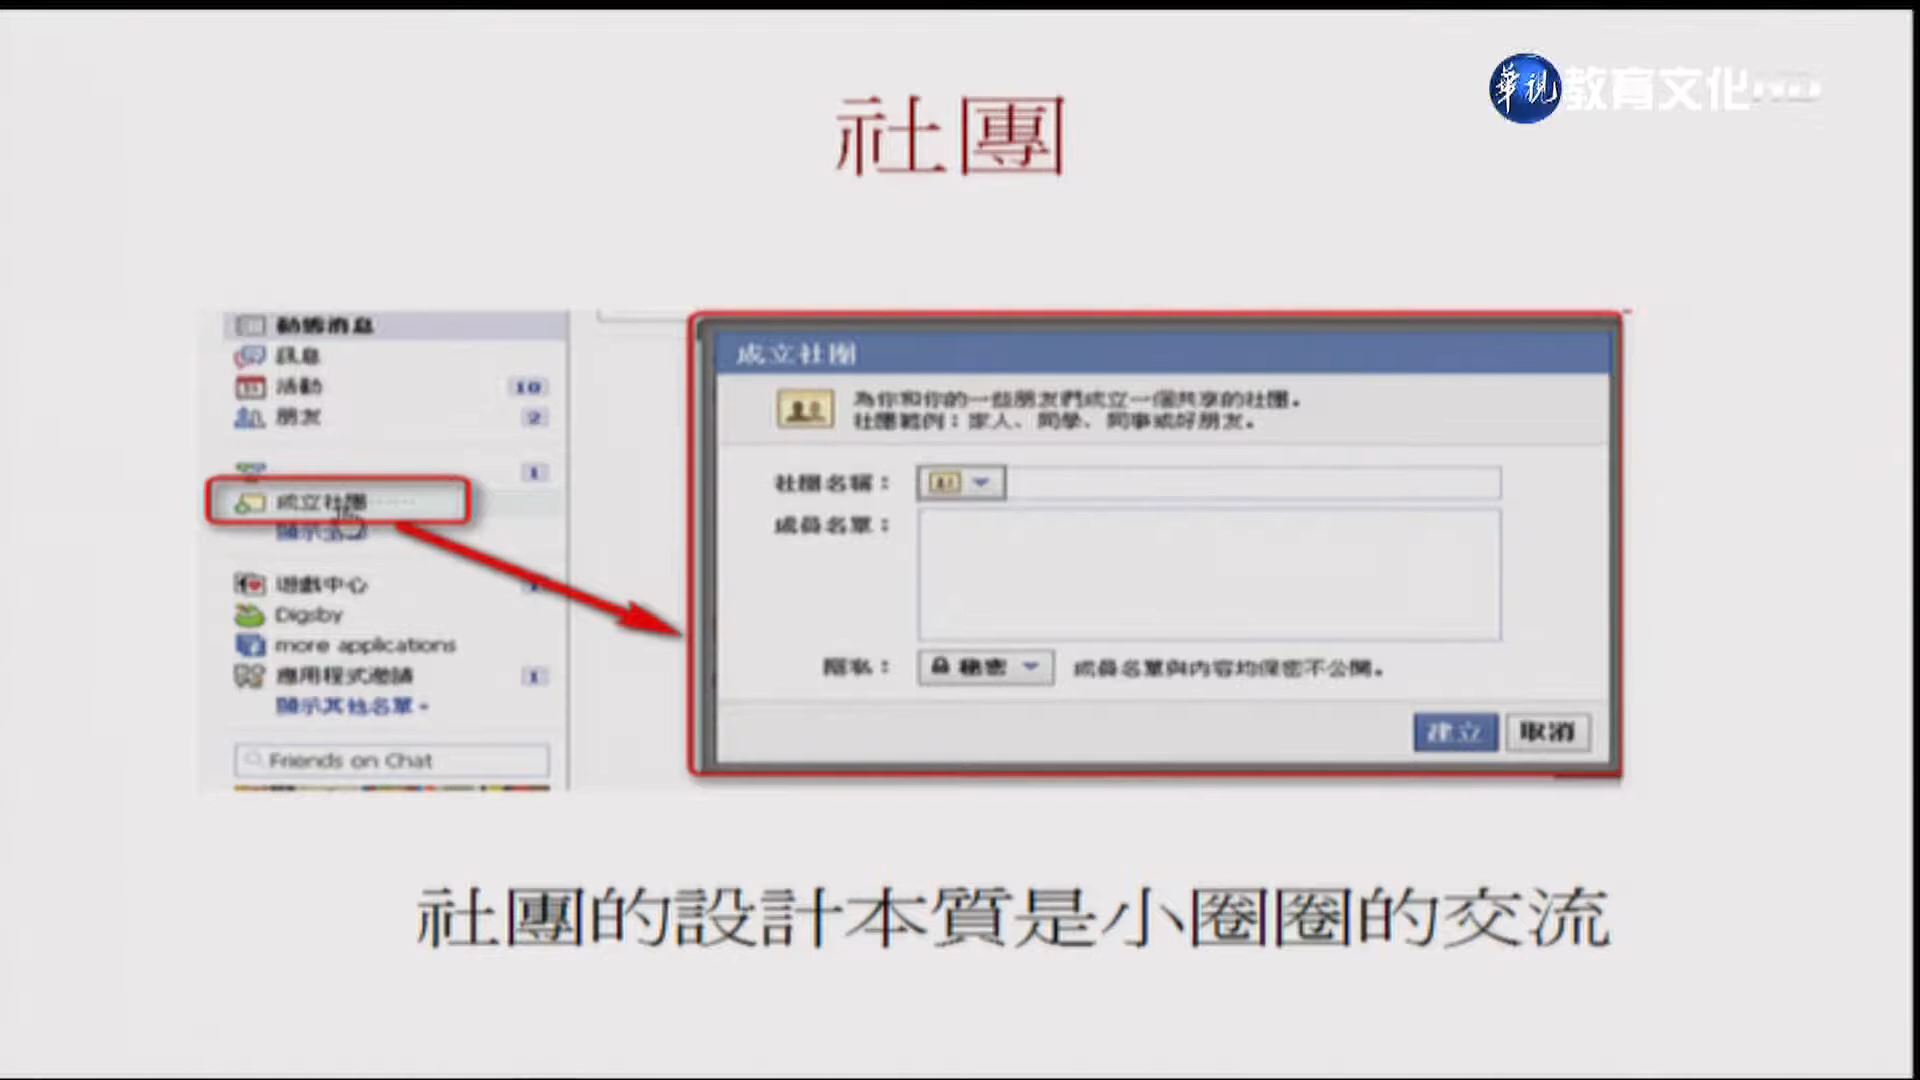 華視 教育文化 HD
社團
動態消息
訊息
活動 10
朋友 2
1
成立社團
顯示全部
遊戲中心
Digsby
more applications
應用程式邀請 1
顯示其他名單
Friends on Chat
成立社團
為你和你的一些朋友們成立一個共享的社團。
社團範例：家人、同學、同事或好朋友。
社團名稱：
成員名單：
隱私： 秘密 成員名單與內容均保密不公開。
建立 取消
社團的設計本質是小圈圈的交流